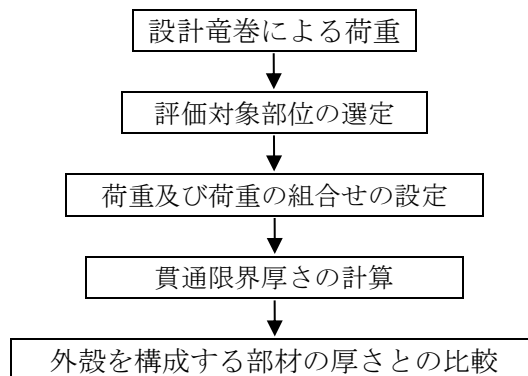 設計竜巻による荷重
評価対象部位の選定
荷重及び荷重の組合せの設定
貫通限界厚さの計算
外殻を構成する部材の厚さとの比較